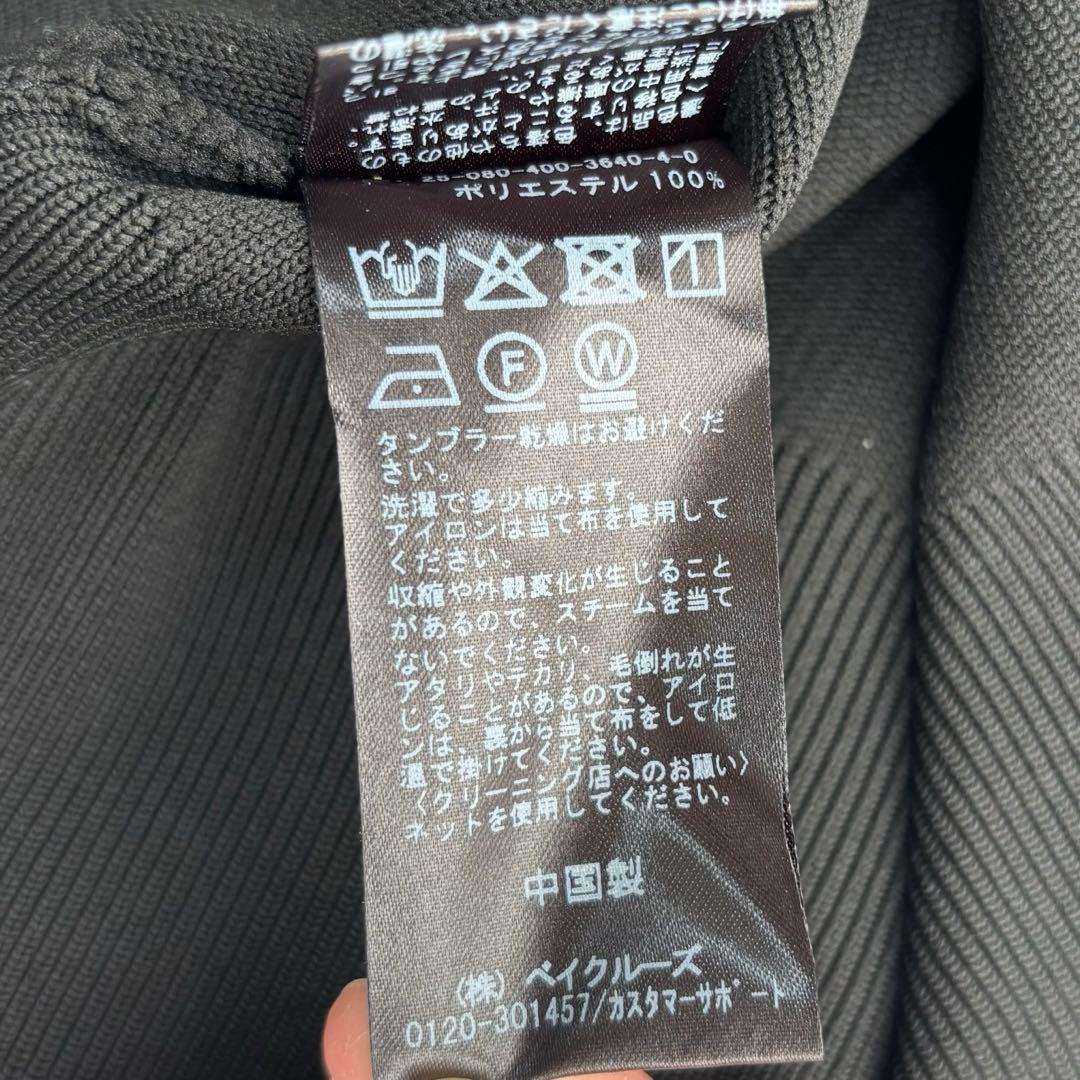 25-080-400-3640-4-0
ポリエステル 100%
F W
タンブラー乾燥はお避けくだ
さい。
洗濯で多少縮みます。
アイロンは当て布を使用して
ください。
収縮や外観変化が生じること
があるので、スチームを当て
ないでください。
アタリやテカリ、毛倒れが生
じることがあるので、アイロ
ンは、裏から当て布をして低
温で掛けてください。
〈クリーニング店へのお願い〉
ネットを使用してください。
中国製
(株) ベイクルーズ
0120-301457/カスタマーサポート